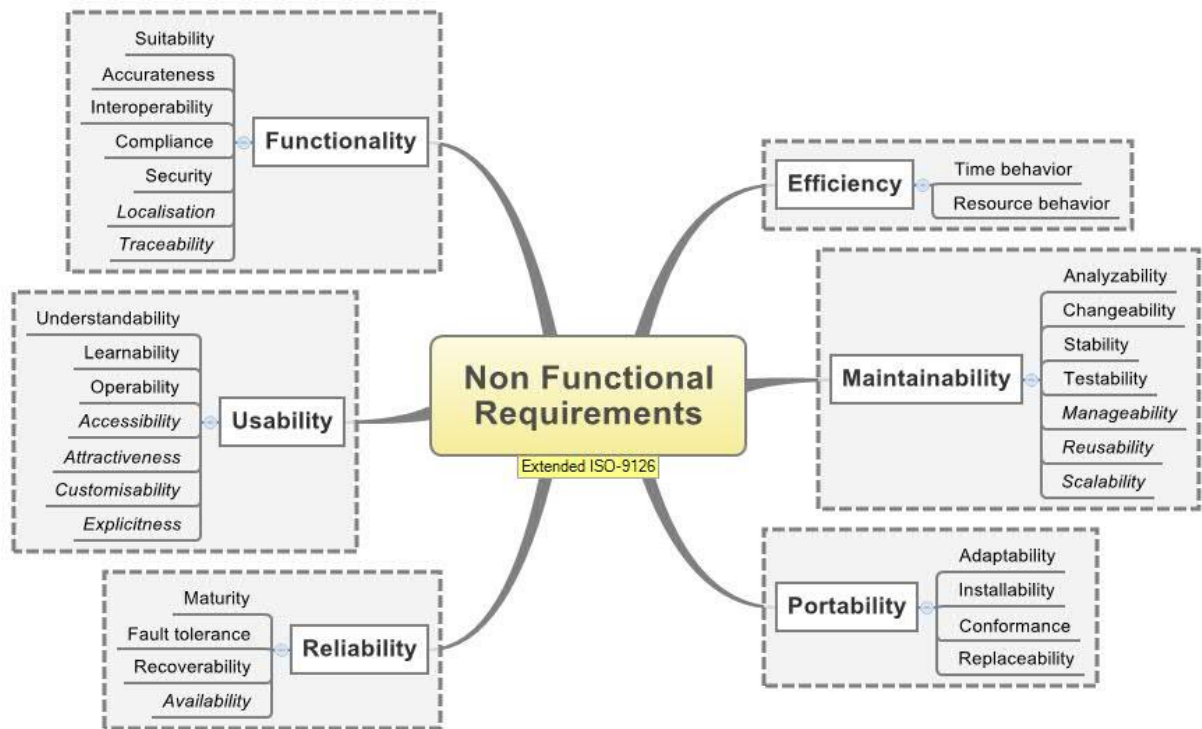 Suitability
Accurateness
Interoperability
Compliance
Security
Localisation
Traceability
Functionality
Understandability
Learnability
Operability
Accessibility
Attractiveness
Customisability
Explicitness
Usability
Maturity
Fault tolerance
Recoverability
Availability
Reliability
Non Functional
Requirements
Extended ISO-9126
Efficiency
Time behavior
Resource behavior
Maintainability
Analyzability
Changeability
Stability
Testability
Manageability
Reusability
Scalability
Portability
Adaptability
Installability
Conformance
Replaceability